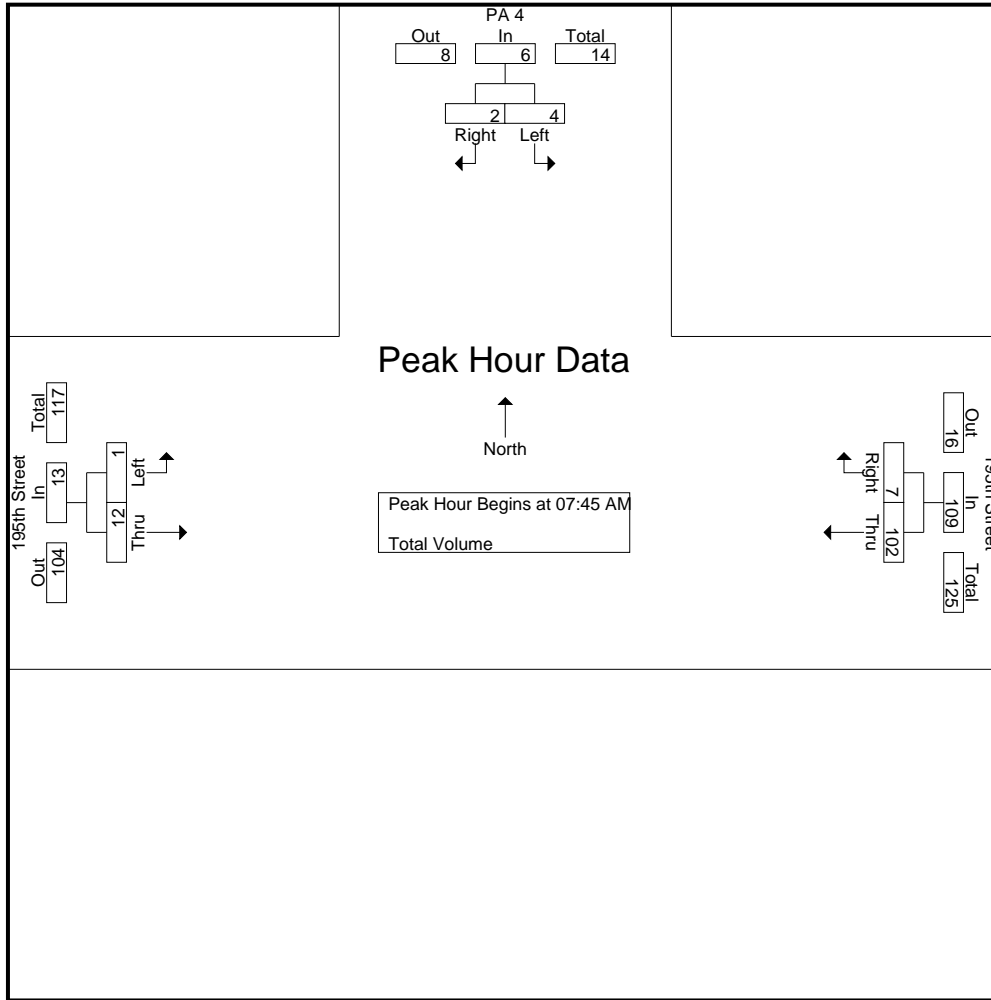 PA 4
Out In Total
8 6 14
2 4
Right Left
Peak Hour Data
North
Peak Hour Begins at 07:45 AM
Total Volume
195th Street
Out In Total
104 13 117
12 1
Thru Left
195th Street
Out In Total
16 109 125
7 102
Right Thru